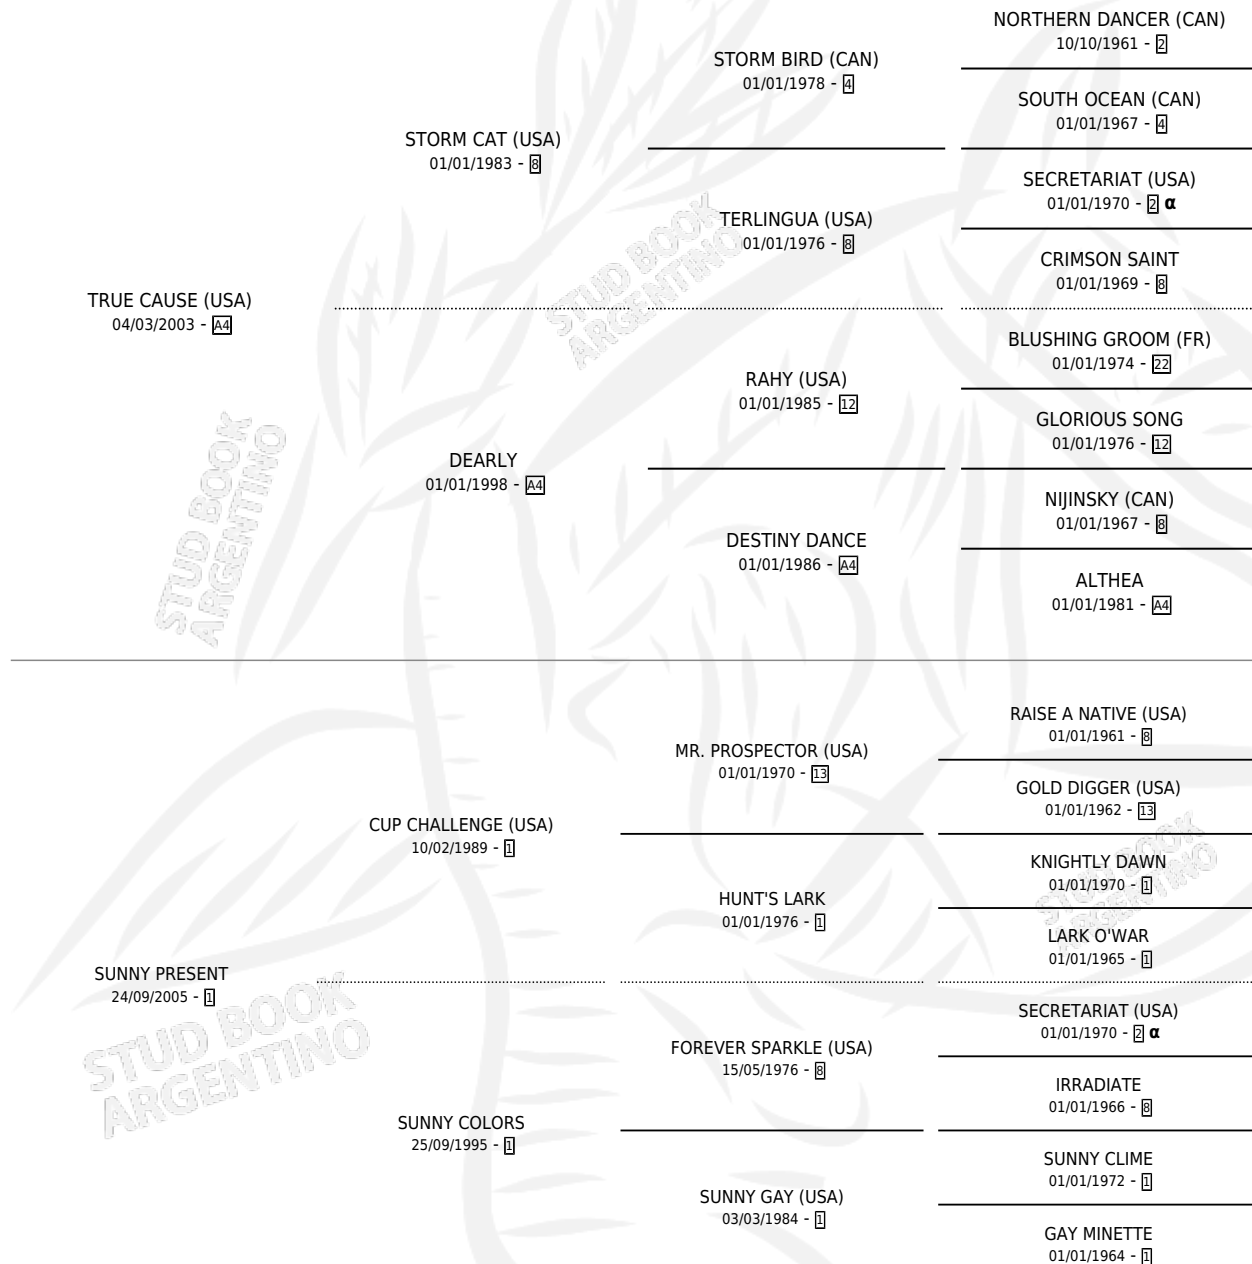 NORTHERN DANCER (CAN)
10/10/1961 - 2
STORM BIRD (CAN)
01/01/1978 - 4
SOUTH OCEAN (CAN)
01/01/1967 - 4
STORM CAT (USA)
01/01/1983 - 8
SECRETARIAT (USA)
01/01/1970 - 2 α
TERLINGUA (USA)
01/01/1976 - 8
CRIMSON SAINT
01/01/1969 - 8
TRUE CAUSE (USA)
04/03/2003 - A4
BLUSHING GROOM (FR)
01/01/1974 - 22
RAHY (USA)
01/01/1985 - 12
GLORIOUS SONG
01/01/1976 - 12
DEARLY
01/01/1998 - A4
NIJINSKY (CAN)
01/01/1967 - 8
DESTINY DANCE
01/01/1986 - A4
ALTHEA
01/01/1981 - A4
RAISE A NATIVE (USA)
01/01/1961 - 8
MR. PROSPECTOR (USA)
01/01/1970 - 13
GOLD DIGGER (USA)
01/01/1962 - 13
CUP CHALLENGE (USA)
10/02/1989 - 1
KNIGHTLY DAWN
01/01/1970 - 1
HUNT'S LARK
01/01/1976 - 1
LARK O'WAR
01/01/1965 - 1
SUNNY PRESENT
24/09/2005 - 1
SECRETARIAT (USA)
01/01/1970 - 2 α
FOREVER SPARKLE (USA)
15/05/1976 - 8
IRRADIATE
01/01/1966 - 8
SUNNY COLORS
25/09/1995 - 1
SUNNY CLIME
01/01/1972 - 1
SUNNY GAY (USA)
03/03/1984 - 1
GAY MINETTE
01/01/1964 - 1
STUD BOOK
ARGENTINO
STUD BOOK
ARGENTINO
STUD BOOK
ARGENTINO
STUD BOOK
ARGENTINO